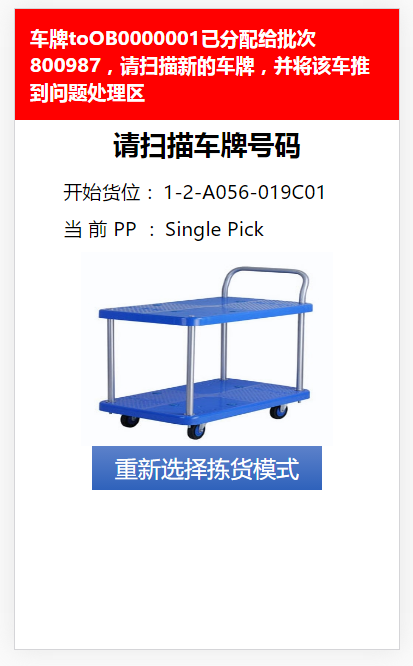 车牌toOB0000001已分配给批次
800987，请扫描新的车牌，并将该车推
到问题处理区
请扫描车牌号码
开始货位： 1-2-A056-019C01
当 前 PP ： Single Pick
重新选择拣货模式